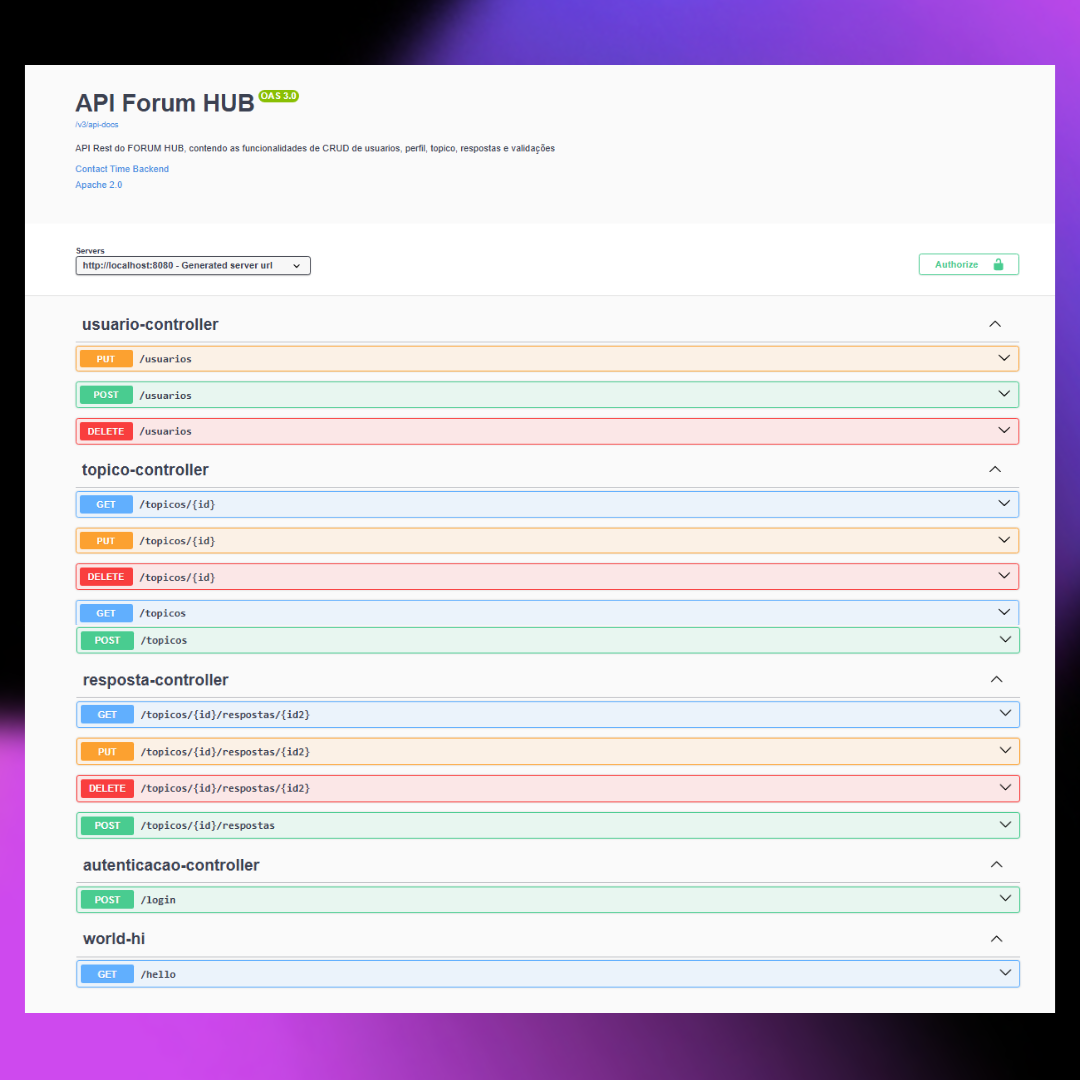 API Forum HUB OAS 3.0
/v3/api-docs
API Rest do FORUM HUB, contendo as funcionalidades de CRUD de usuarios, perfil, topico, respostas e validações
Contact Time Backend
Apache 2.0
Servers
http://localhost:8080 - Generated server url
Authorize
usuario-controller
PUT /usuarios
POST /usuarios
DELETE /usuarios
topico-controller
GET /topicos/{id}
PUT /topicos/{id}
DELETE /topicos/{id}
GET /topicos
POST /topicos
resposta-controller
GET /topicos/{id}/respostas/{id2}
PUT /topicos/{id}/respostas/{id2}
DELETE /topicos/{id}/respostas/{id2}
POST /topicos/{id}/respostas
autenticacao-controller
POST /login
world-hi
GET /hello